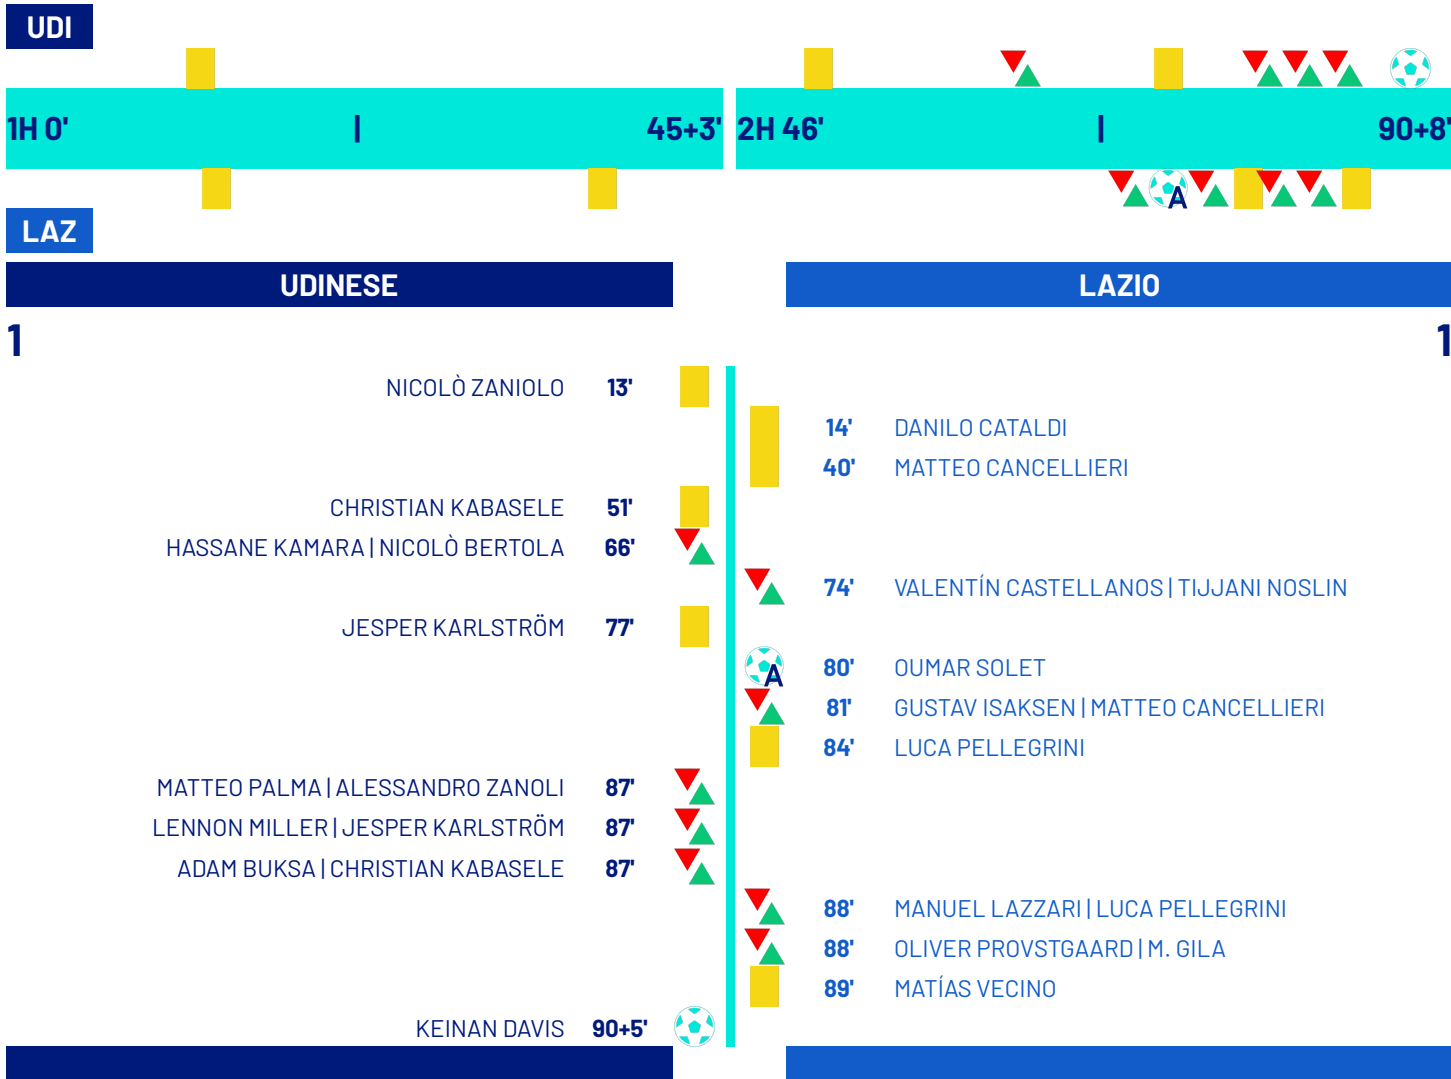 UDI
1H 0' | 45+3' 2H 46' | 90+8'
A
LAZ
UDINESE LAZIO
1 1
NICOLÒ ZANIOLO 13'
14' DANILO CATALDI
40' MATTEO CANCELLIERI
CHRISTIAN KABASELE 51'
HASSANE KAMARA | NICOLÒ BERTOLA 66'
74' VALENTÍN CASTELLANOS | TIJJANI NOSLIN
JESPER KARLSTRÖM 77'
A 80' OUMAR SOLET
81' GUSTAV ISAKSEN | MATTEO CANCELLIERI
84' LUCA PELLEGRINI
MATTEO PALMA | ALESSANDRO ZANOLI 87'
LENNON MILLER | JESPER KARLSTRÖM 87'
ADAM BUKSA | CHRISTIAN KABASELE 87'
88' MANUEL LAZZARI | LUCA PELLEGRINI
88' OLIVER PROVSTGAARD | M. GILA
89' MATÍAS VECINO
KEINAN DAVIS 90+5'